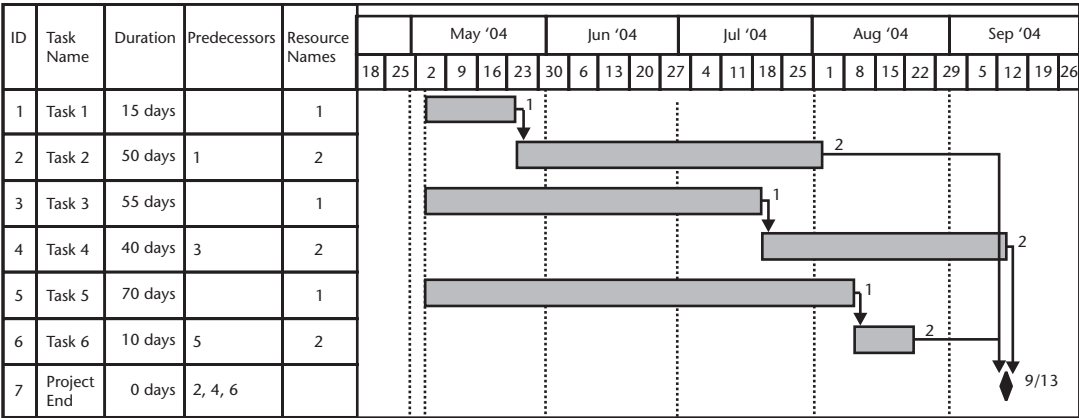 ID Task Name Duration Predecessors Resource Names May ‘04 Jun ‘04 Jul ‘04 Aug ‘04 Sep ‘04
18 25 2 9 16 23 30 6 13 20 27 4 11 18 25 1 8 15 22 29 5 12 19 26
1 Task 1 15 days 1 1
2 Task 2 50 days 1 2 2
3 Task 3 55 days 1 1
4 Task 4 40 days 3 2 2
5 Task 5 70 days 1 1
6 Task 6 10 days 5 2 2
7 Project End 0 days 2, 4, 6 9/13